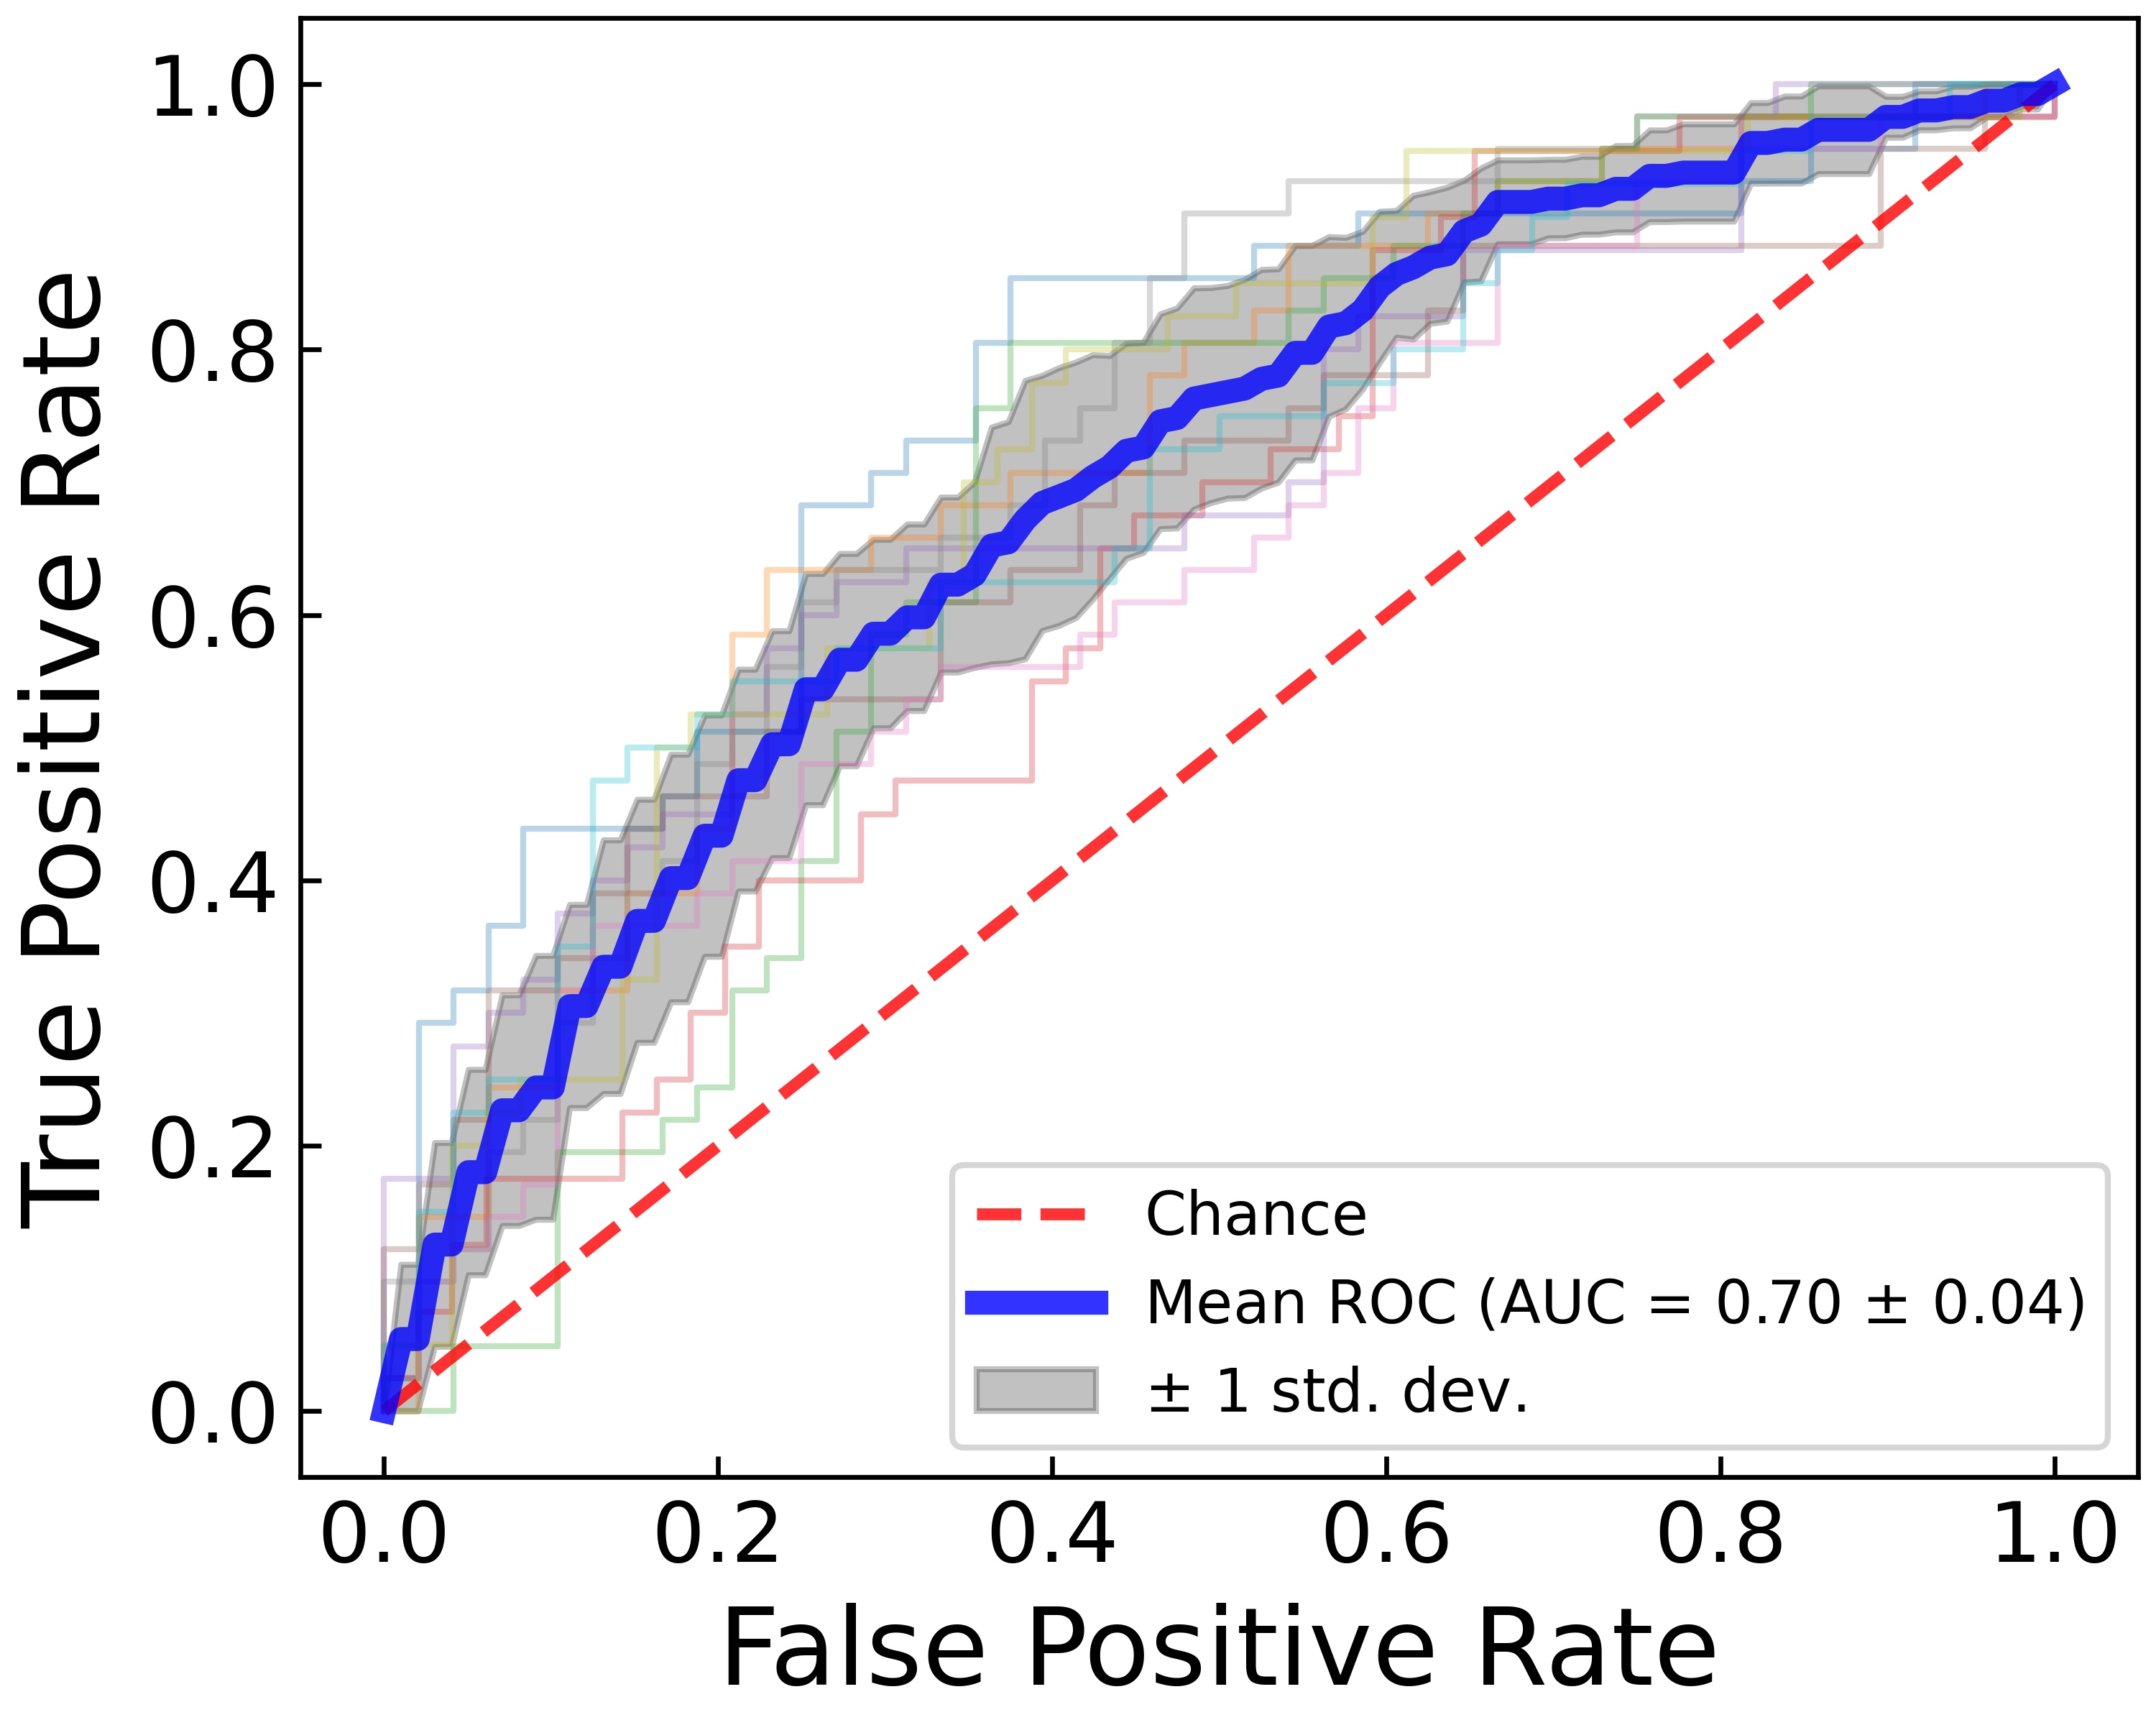 True Positive Rate
1.0
0.8
0.6
0.4
0.2
0.0
Chance
Mean ROC (AUC = 0.70 ± 0.04)
± 1 std. dev.
0.0 0.2 0.4 0.6 0.8 1.0
False Positive Rate